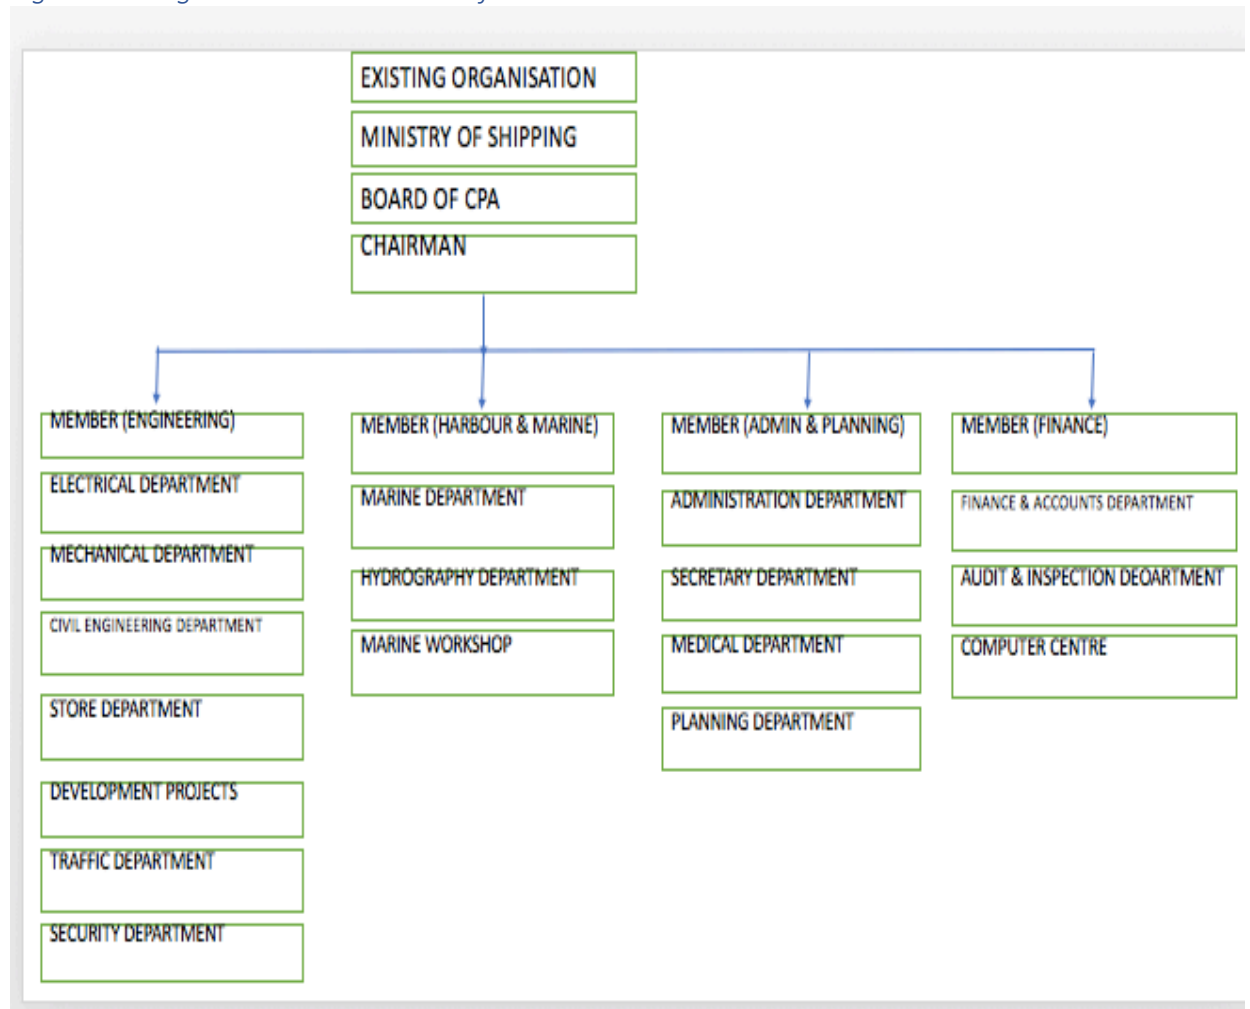 EXISTING ORGANISATION
MINISTRY OF SHIPPING
BOARD OF CPA
CHAIRMAN
MEMBER (ENGINEERING)
ELECTRICAL DEPARTMENT
MECHANICAL DEPARTMENT
CIVIL ENGINEERING DEPARTMENT
STORE DEPARTMENT
DEVELOPMENT PROJECTS
TRAFFIC DEPARTMENT
SECURITY DEPARTMENT
MEMBER (HARBOUR & MARINE)
MARINE DEPARTMENT
HYDROGRAPHY DEPARTMENT
MARINE WORKSHOP
MEMBER (ADMIN & PLANNING)
ADMINISTRATION DEPARTMENT
SECRETARY DEPARTMENT
MEDICAL DEPARTMENT
PLANNING DEPARTMENT
MEMBER (FINANCE)
FINANCE & ACCOUNTS DEPARTMENT
AUDIT & INSPECTION DEOARTMENT
COMPUTER CENTRE